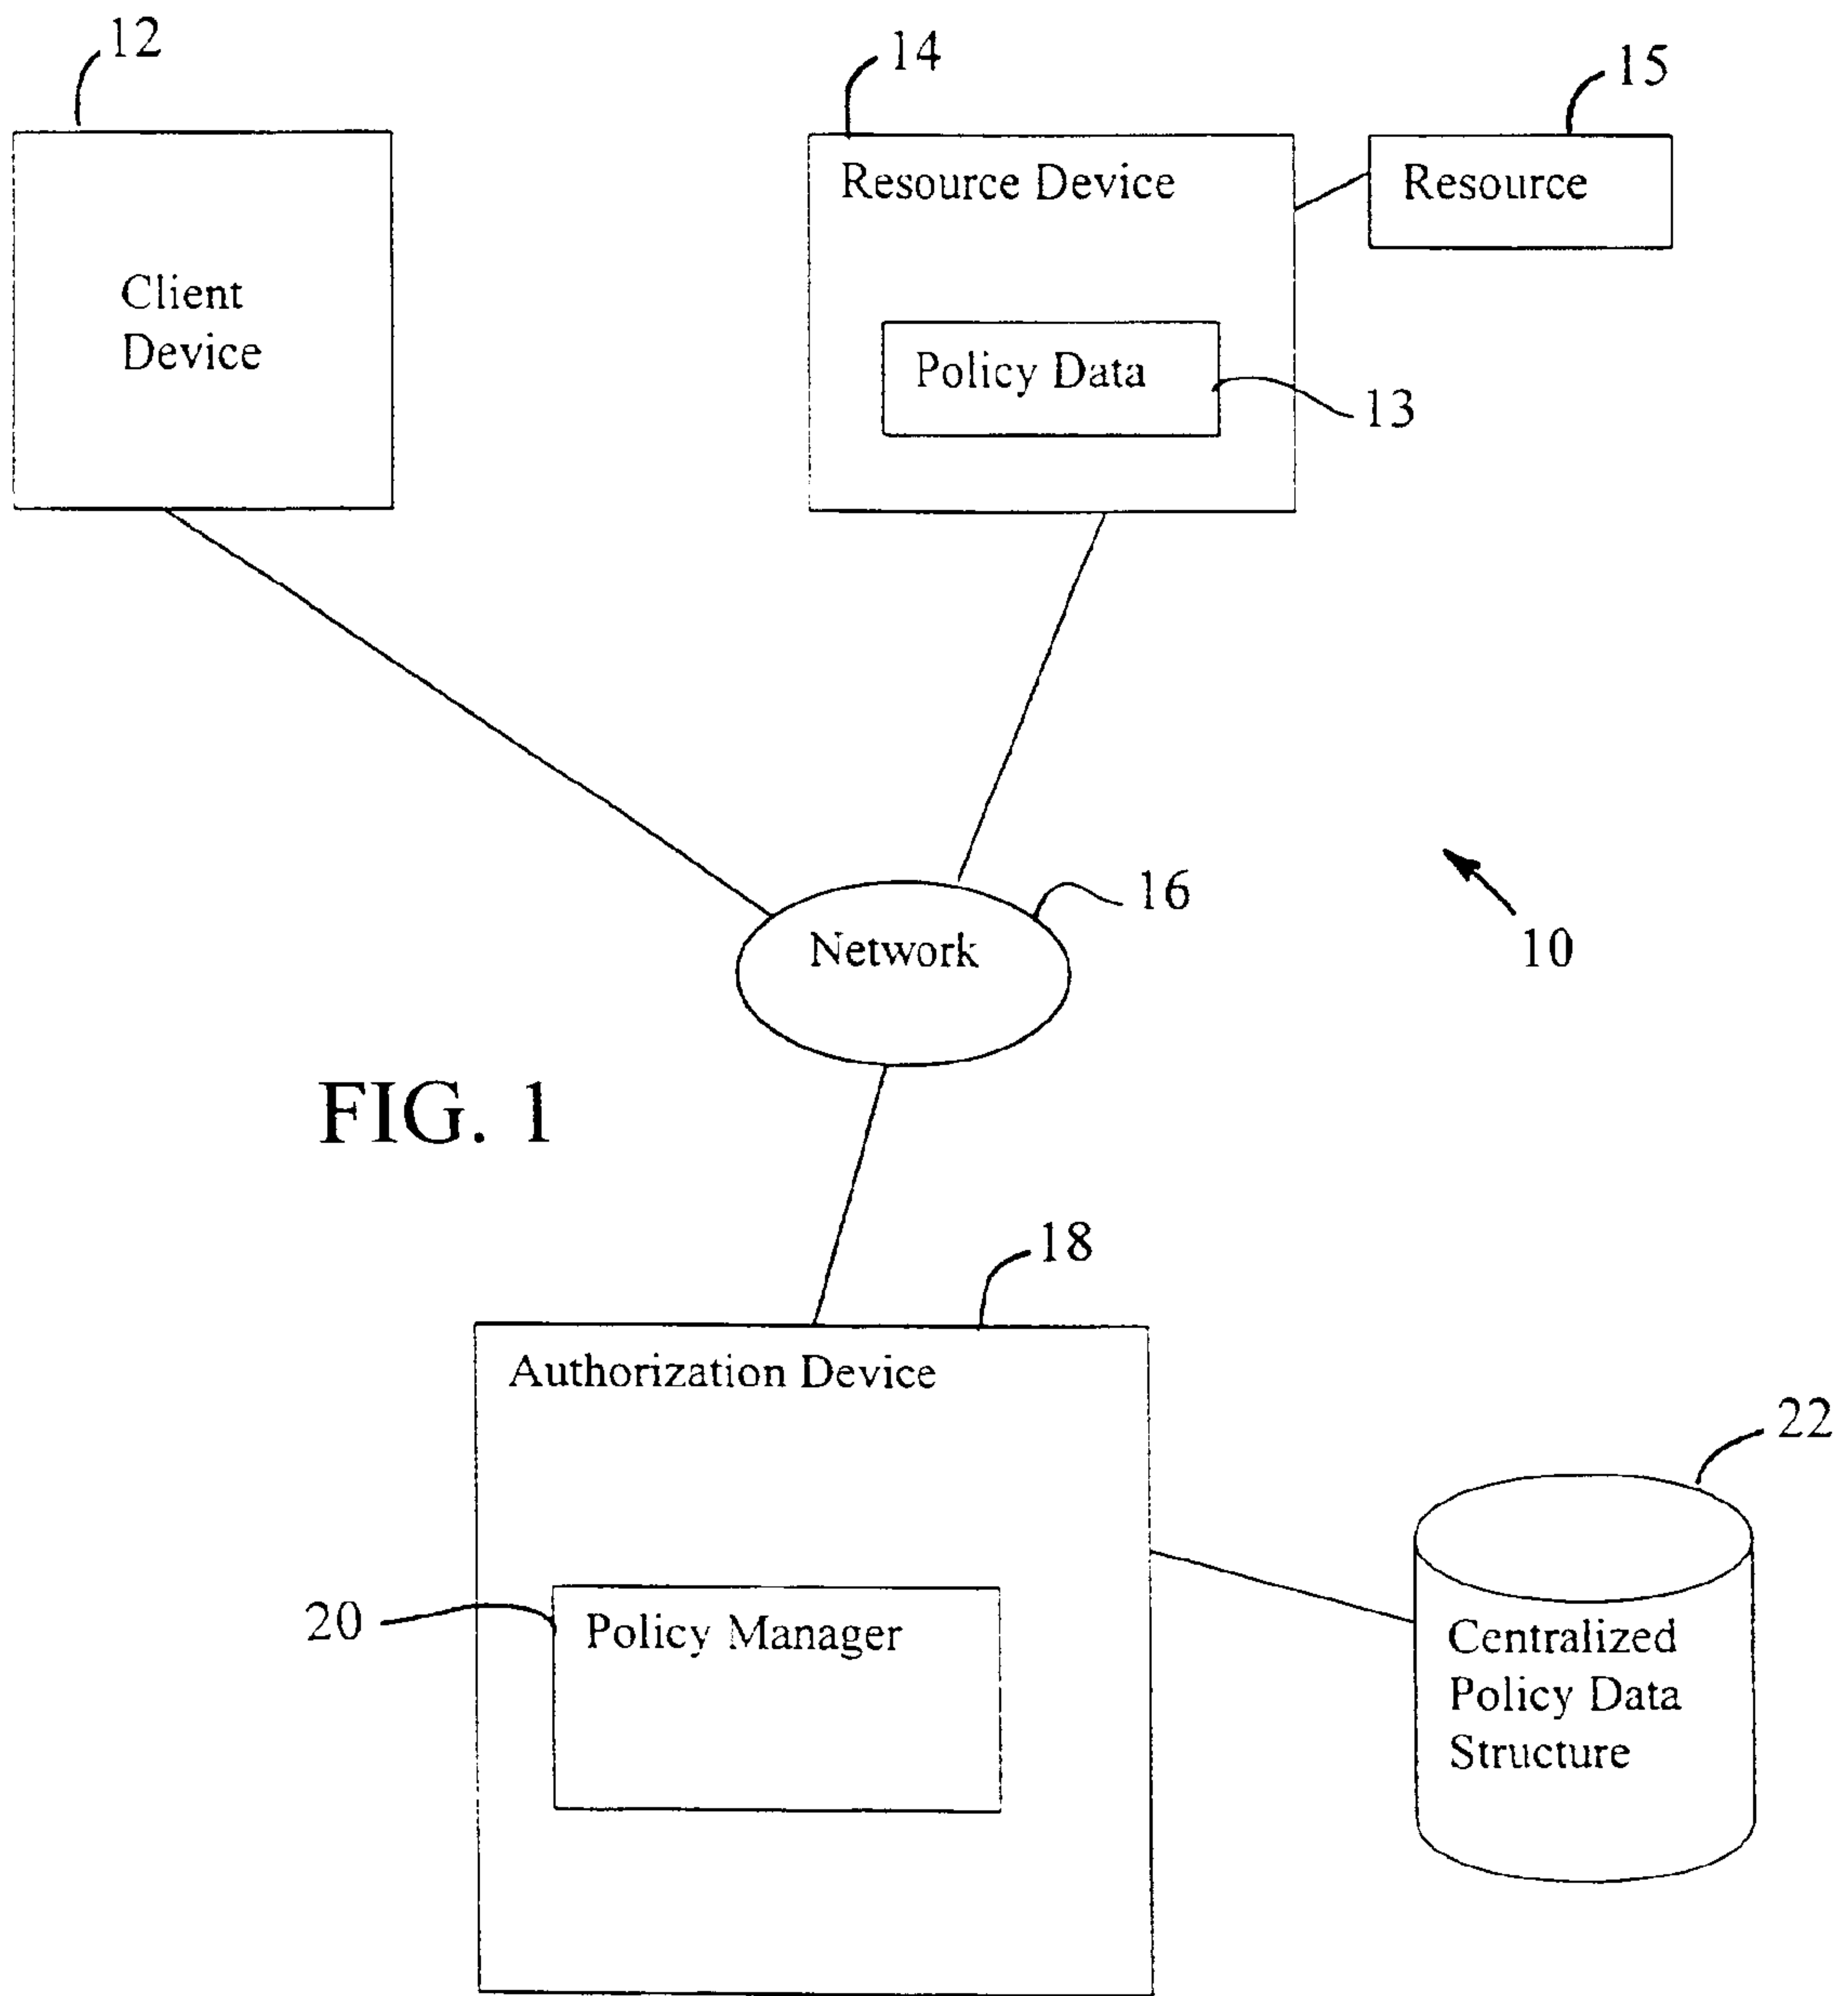 12
14
15
Resource Device
Resource
Client
Device
Policy Data
13
16
Network
10
FIG. 1
18
Authorization Device
22
20
Policy Manager
Centralized
Policy Data
Structure